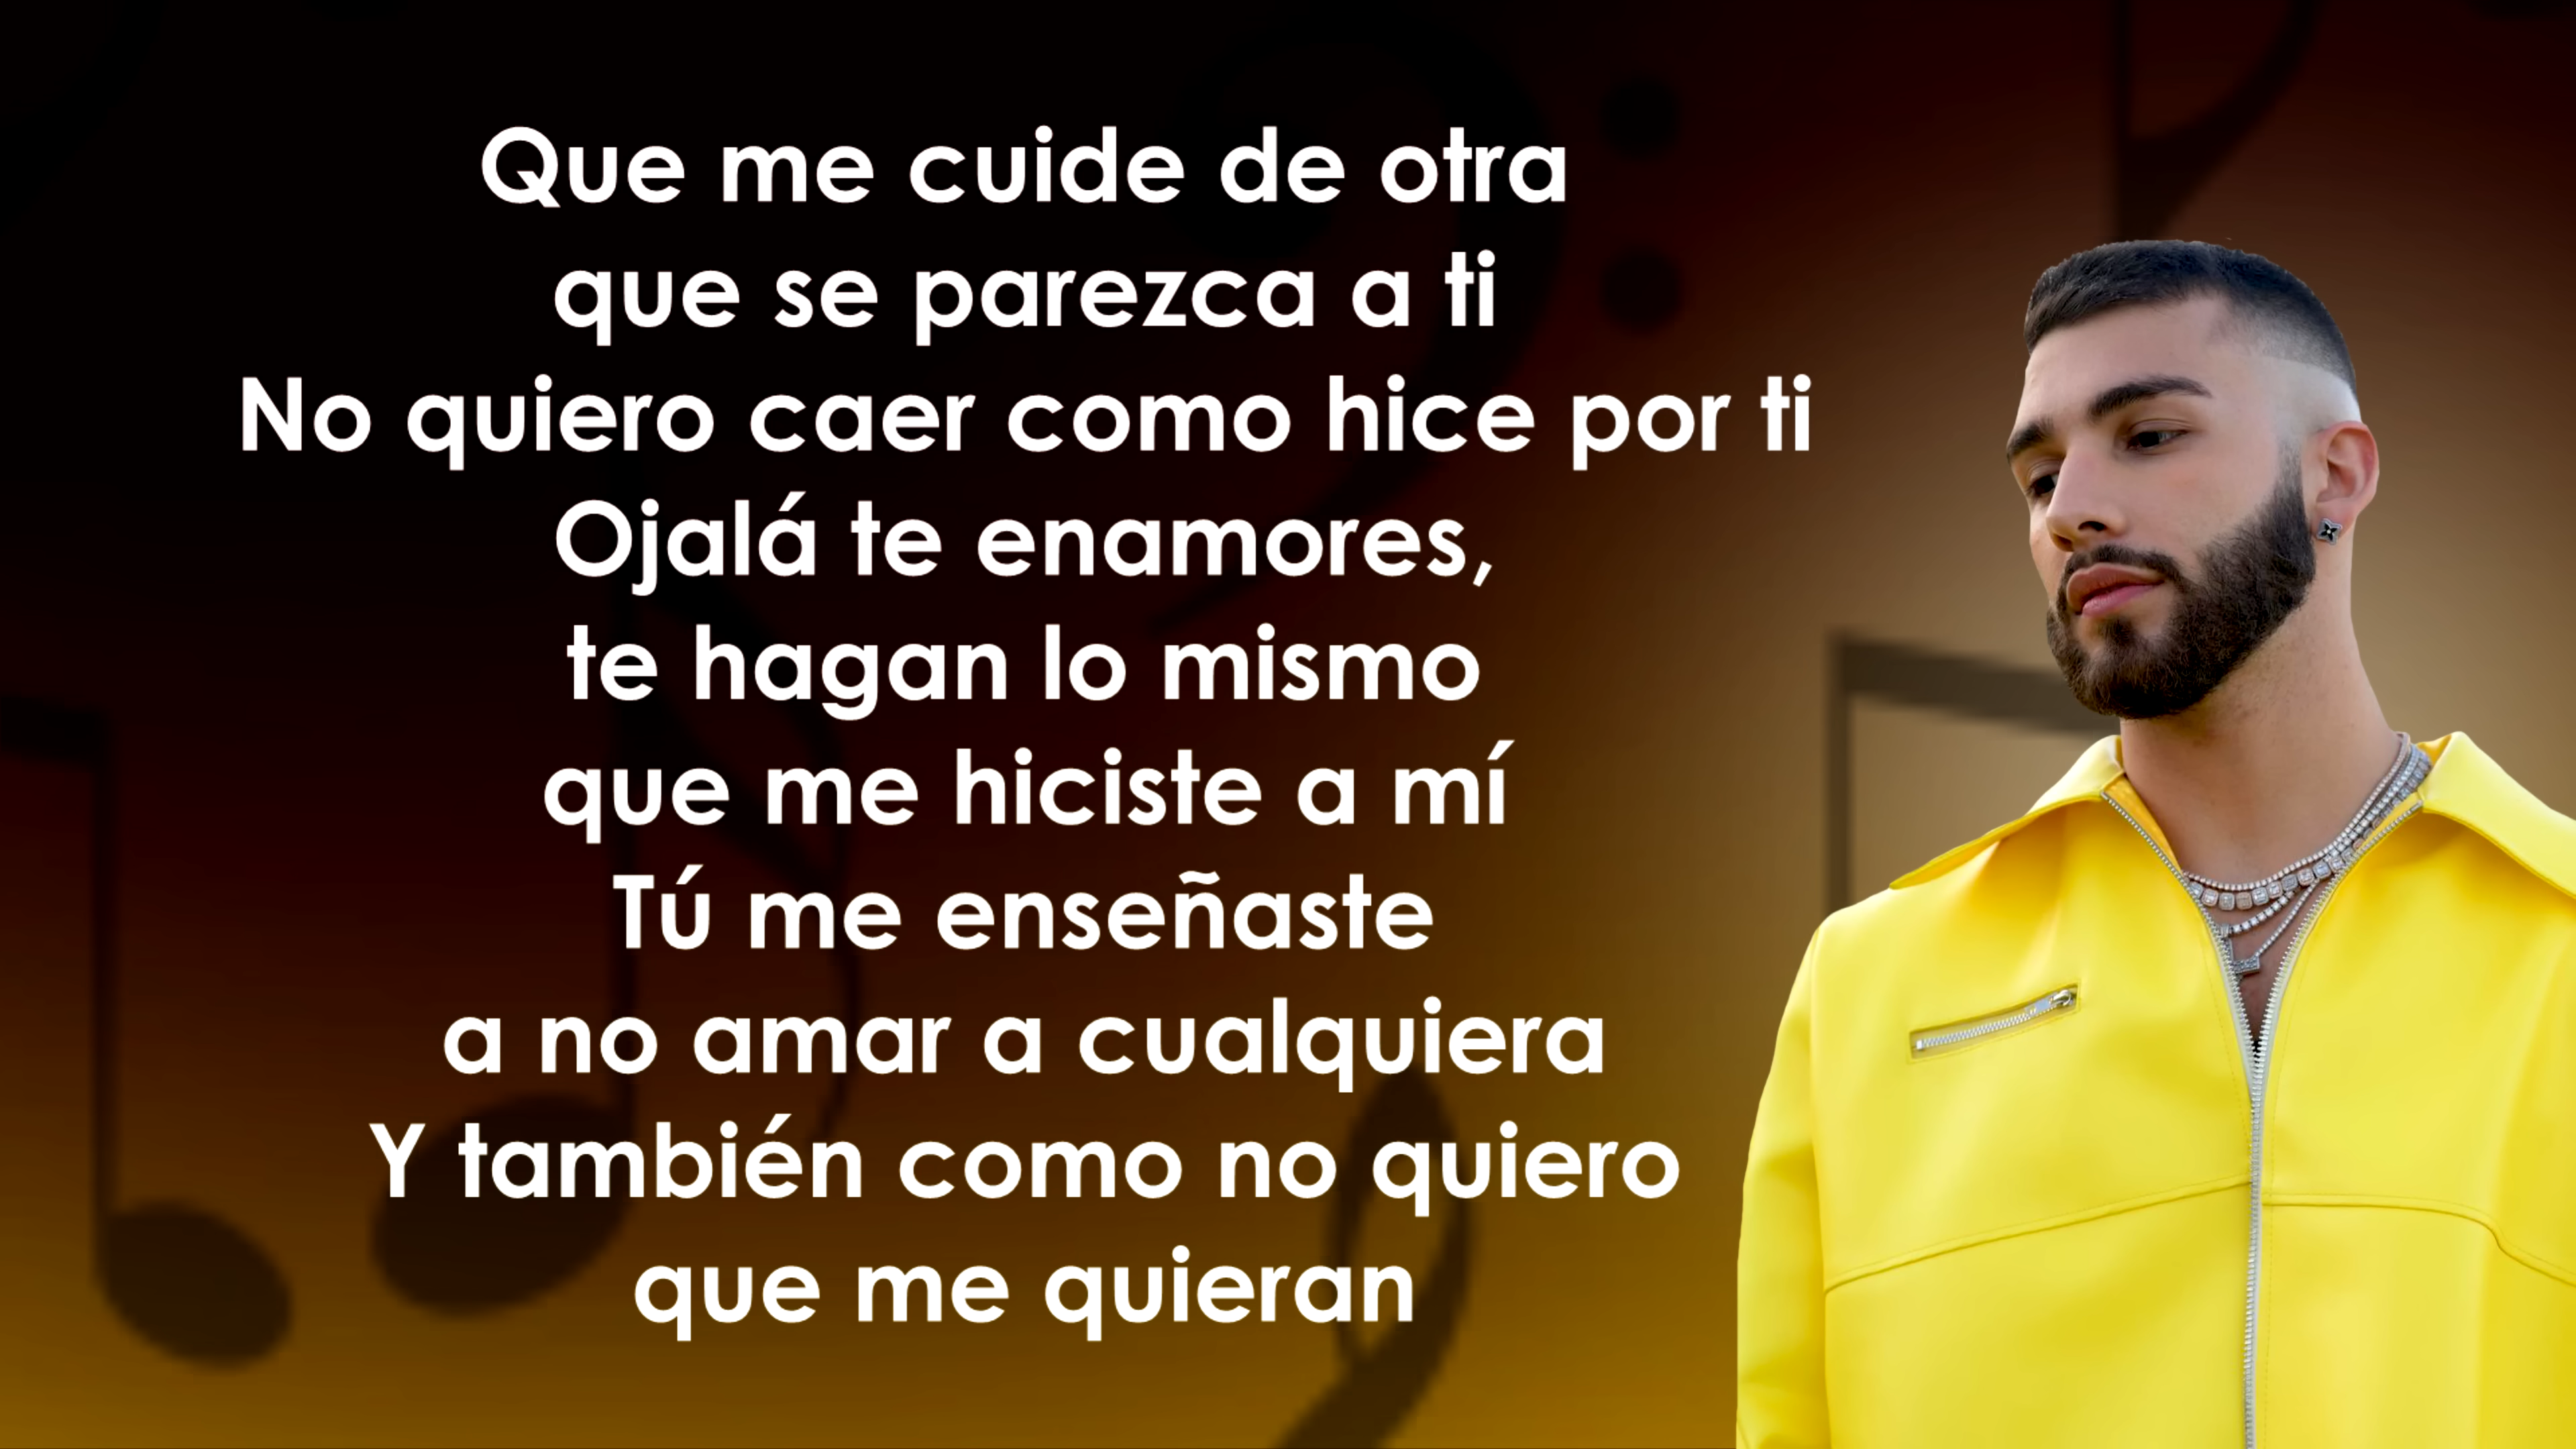 Que me cuide de otra
que se parezca a ti
No quiero caer como hice por ti
Ojalá te enamores,
te hagan lo mismo
que me hiciste a mí
Tú me enseñaste
a no amar a cualquiera
Y también como no quiero
que me quieran